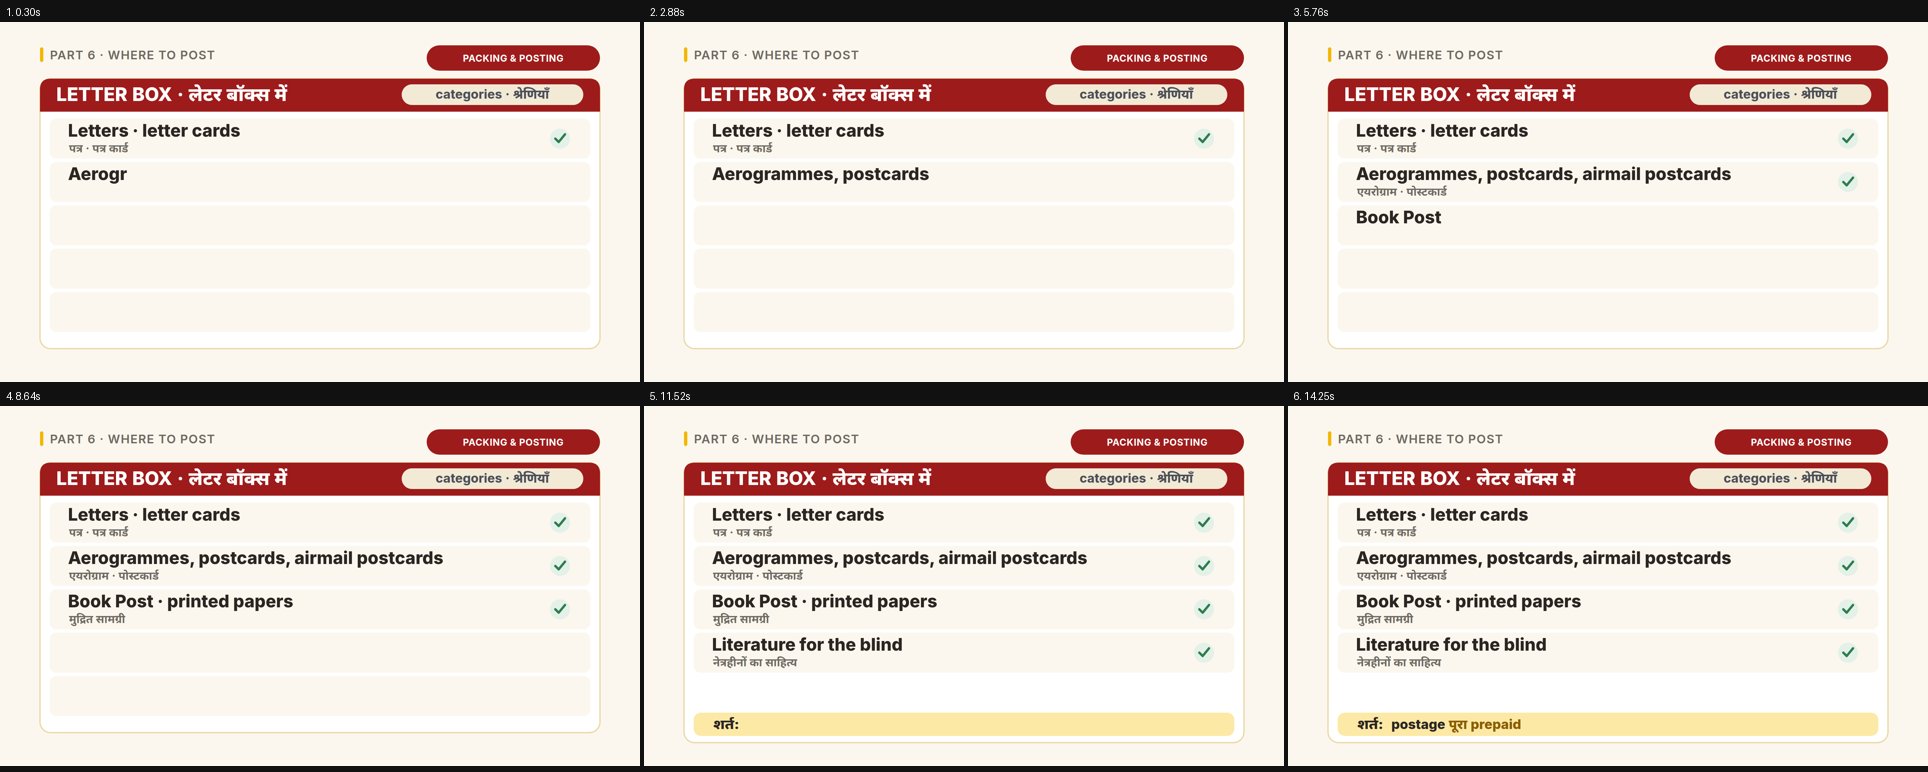 1. 0.30s
PART 6 · WHERE TO POST
PACKING & POSTING
LETTER BOX · लेटर बॉक्स में
categories · श्रेणियाँ
Letters · letter cards
पत्र · पत्र कार्ड
Aerogr
2. 2.88s
PART 6 · WHERE TO POST
PACKING & POSTING
LETTER BOX · लेटर बॉक्स में
categories · श्रेणियाँ
Letters · letter cards
पत्र · पत्र कार्ड
Aerogrammes, postcards
3. 5.76s
PART 6 · WHERE TO POST
PACKING & POSTING
LETTER BOX · लेटर बॉक्स में
categories · श्रेणियाँ
Letters · letter cards
पत्र · पत्र कार्ड
Aerogrammes, postcards, airmail postcards
एयरोग्राम · पोस्टकार्ड
Book Post
4. 8.64s
PART 6 · WHERE TO POST
PACKING & POSTING
LETTER BOX · लेटर बॉक्स में
categories · श्रेणियाँ
Letters · letter cards
पत्र · पत्र कार्ड
Aerogrammes, postcards, airmail postcards
एयरोग्राम · पोस्टकार्ड
Book Post · printed papers
मुद्रित सामग्री
5. 11.52s
PART 6 · WHERE TO POST
PACKING & POSTING
LETTER BOX · लेटर बॉक्स में
categories · श्रेणियाँ
Letters · letter cards
पत्र · पत्र कार्ड
Aerogrammes, postcards, airmail postcards
एयरोग्राम · पोस्टकार्ड
Book Post · printed papers
मुद्रित सामग्री
Literature for the blind
नेत्रहीनों का साहित्य
शर्त:
6. 14.25s
PART 6 · WHERE TO POST
PACKING & POSTING
LETTER BOX · लेटर बॉक्स में
categories · श्रेणियाँ
Letters · letter cards
पत्र · पत्र कार्ड
Aerogrammes, postcards, airmail postcards
एयरोग्राम · पोस्टकार्ड
Book Post · printed papers
मुद्रित सामग्री
Literature for the blind
नेत्रहीनों का साहित्य
शर्त: postage पूरा prepaid